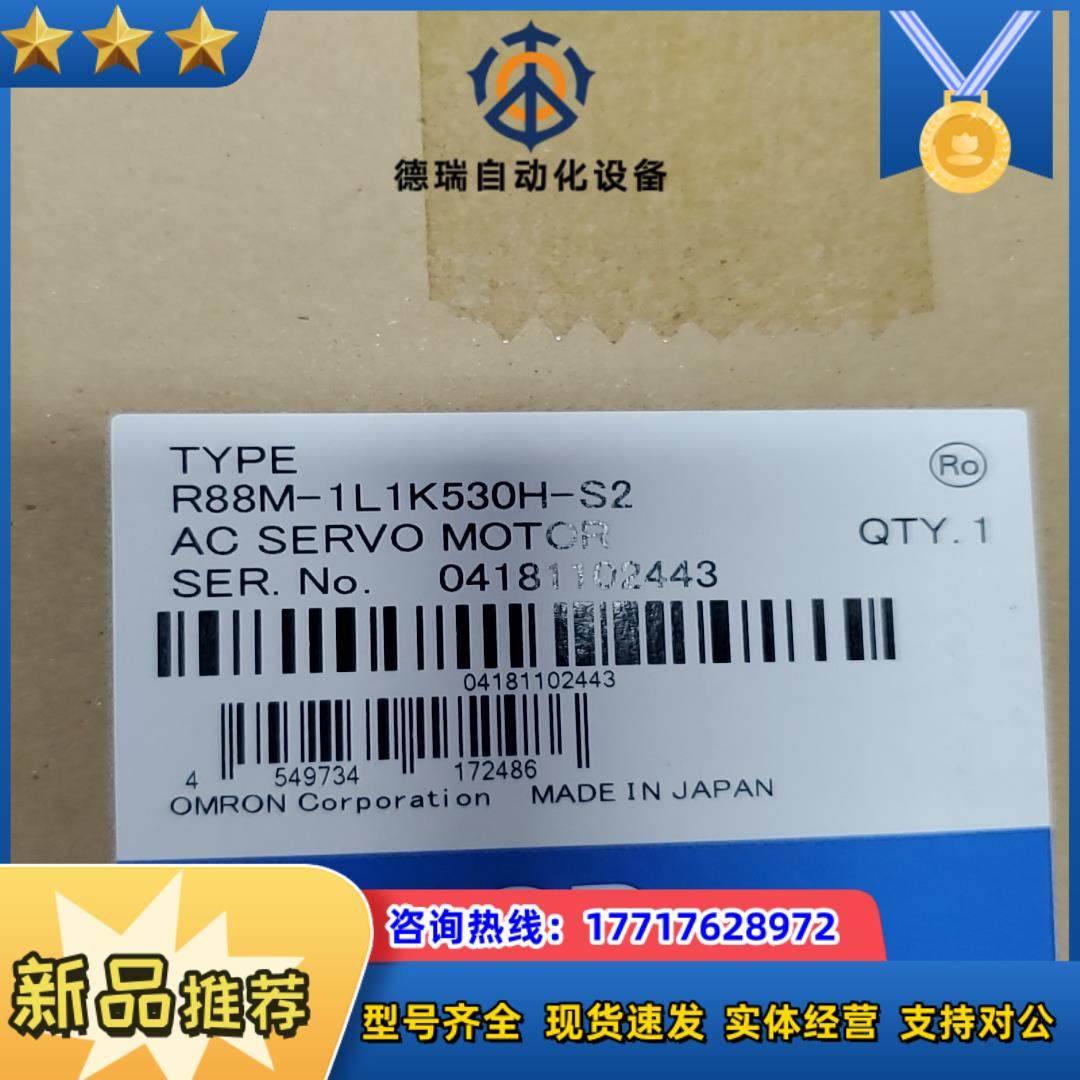 德瑞自动化设备
TYPE
R88M-1L1K530H-S2
AC SERVO MOTOR
SER. No. 04181102443
Ro
QTY. 1
04181102443
4 549734 172486
OMRON Corporation MADE IN JAPAN
咨询热线：17717628972
新品推荐
型号齐全 现货速发 实体经营 支持对公